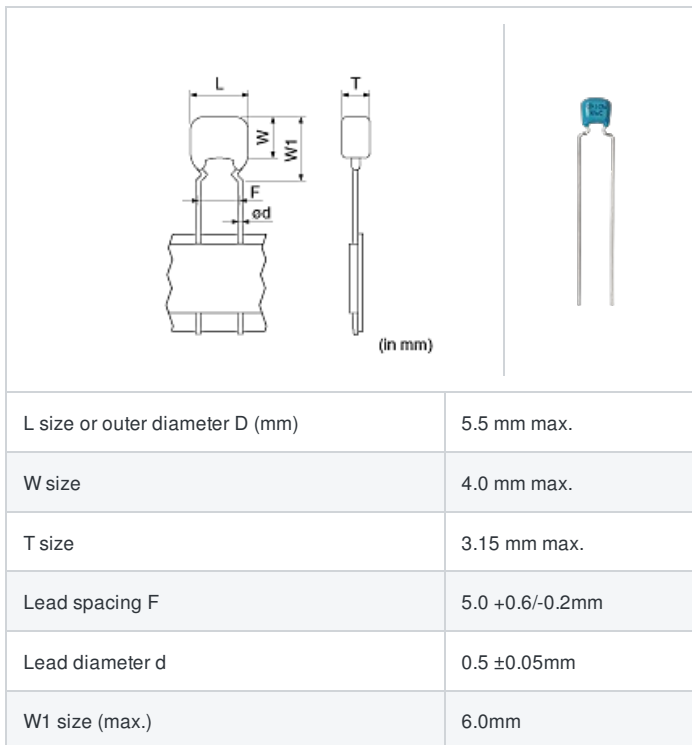 L
T
W
W1
F
ød
(in mm)
L size or outer diameter D (mm) 5.5 mm max.
W size 4.0 mm max.
T size 3.15 mm max.
Lead spacing F 5.0 +0.6/-0.2mm
Lead diameter d 0.5 ±0.05mm
W1 size (max.) 6.0mm